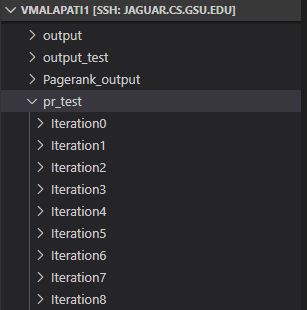 VMALAPATI1 [SSH: JAGUAR.CS.GSU.EDU]
output
output_test
Pagerank_output
pr_test
Iteration0
Iteration1
Iteration2
Iteration3
Iteration4
Iteration5
Iteration6
Iteration7
Iteration8